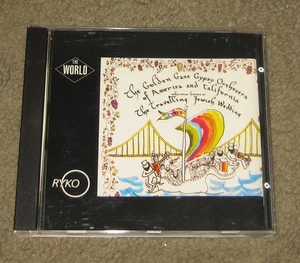 THE
WORLD
The Golden Gate Gypsy Orchestra
of America and California
The Travelling Jewish Wedding
RYKO